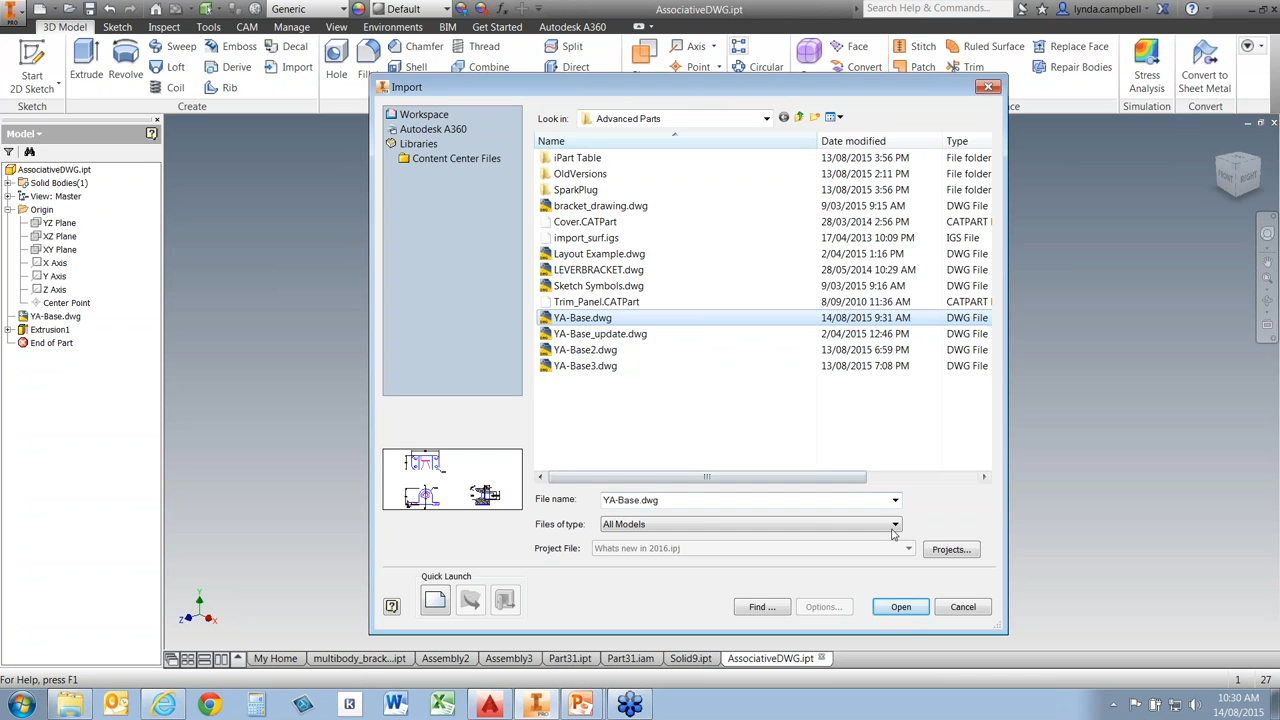 Generic
Default
AssociativeDWG.ipt
Search Help & Commands...
lynda.campbell
PRO
3D Model
Sketch
Inspect
Tools
CAM
Manage
View
Environments
BIM
Get Started
Autodesk A360
Start
2D Sketch
Sketch
Extrude
Revolve
Sweep
Emboss
Decal
Loft
Derive
Import
Coil
Rib
Create
Hole
Chamfer
Thread
Split
Shell
Combine
Direct
Axis
Point
Circular
Face
Convert
Stitch
Ruled Surface
Replace Face
Patch
Trim
Repair Bodies
Stress
Analysis
Simulation
Convert to
Sheet Metal
Convert
Model
AssociativeDWG.ipt
Solid Bodies(1)
View: Master
Origin
YZ Plane
XZ Plane
XY Plane
X Axis
Y Axis
Z Axis
Center Point
YA-Base.dwg
Extrusion1
End of Part
Import
Workspace
Autodesk A360
Libraries
Content Center Files
Look in: Advanced Parts
Name Date modified Type
iPart Table 13/08/2015 3:56 PM File folder
OldVersions 13/08/2015 2:11 PM File folder
SparkPlug 13/08/2015 3:56 PM File folder
bracket_drawing.dwg 9/03/2015 9:15 AM DWG File
Cover.CATPart 28/03/2014 2:56 PM CATPART
import_surf.igs 17/04/2013 10:09 PM IGS File
Layout Example.dwg 2/04/2015 1:16 PM DWG File
LEVERBRACKET.dwg 28/05/2014 10:29 AM DWG File
Sketch Symbols.dwg 9/03/2015 9:16 AM DWG File
Trim_Panel.CATPart 8/09/2010 11:36 AM CATPART
YA-Base.dwg 14/08/2015 9:31 AM DWG File
YA-Base_update.dwg 2/04/2015 12:46 PM DWG File
YA-Base2.dwg 13/08/2015 6:59 PM DWG File
YA-Base3.dwg 13/08/2015 7:08 PM DWG File
File name: YA-Base.dwg
Files of type: All Models
Project File: Whats new in 2016.ipj
Projects...
Quick Launch
Find ...
Options...
Open
Cancel
FRONT
RIGHT
Y
Z
X
My Home
multibody_brack...ipt
Assembly2
Assembly3
Part31.ipt
Part31.iam
Solid9.ipt
AssociativeDWG.ipt
For Help, press F1
1
27
10:30 AM
14/08/2015